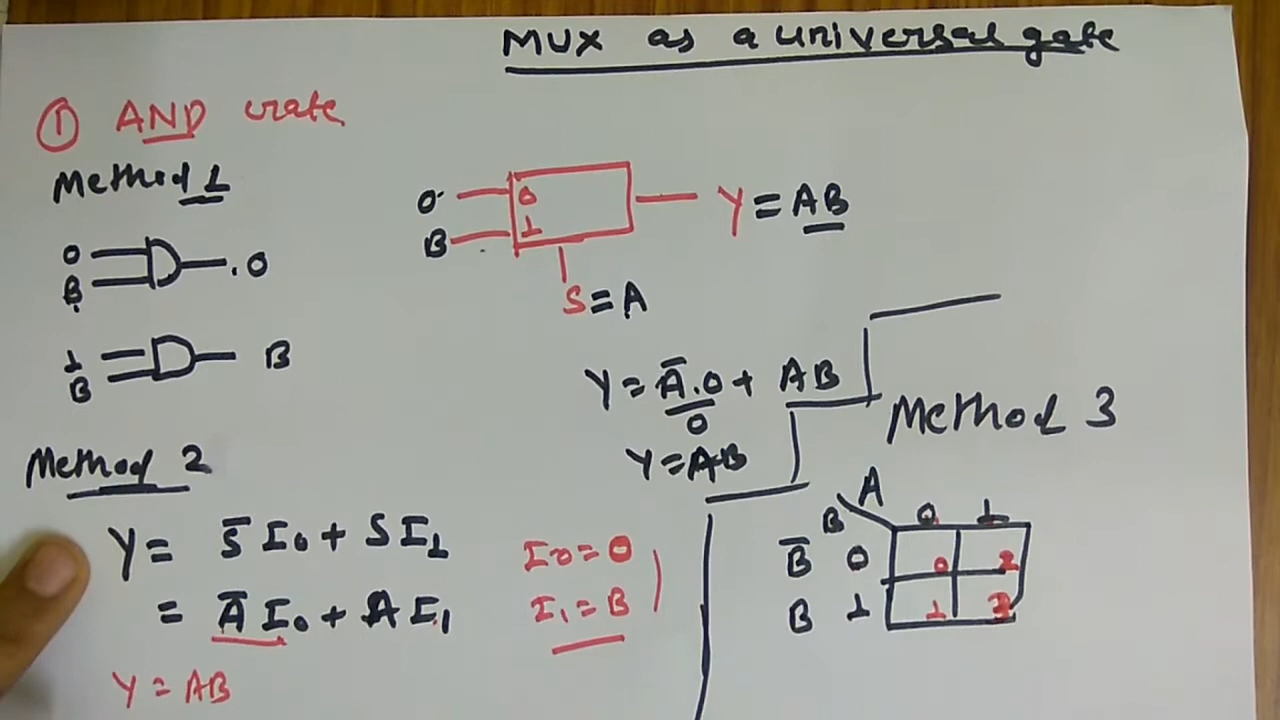 MUX as a universal gate
① AND Gate
Method 1
0
B
0
1
B
B
0 0
B 1
Y = AB
S = A
Y = A̅.0 + AB
0
Y = AB
Method 2
Y = S̅ I₀ + S I₁
= A̅ I₀ + A I₁
Y = AB
I₀ = 0
I₁ = B
Method 3
A
B 0 1
B̅ 0 0 2
B 1 1 3